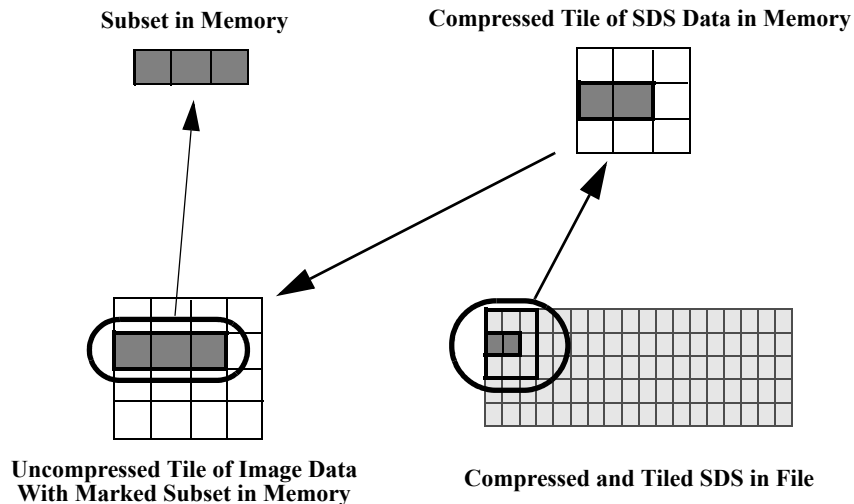 Subset in Memory
Compressed Tile of SDS Data in Memory
Uncompressed Tile of Image Data
With Marked Subset in Memory
Compressed and Tiled SDS in File